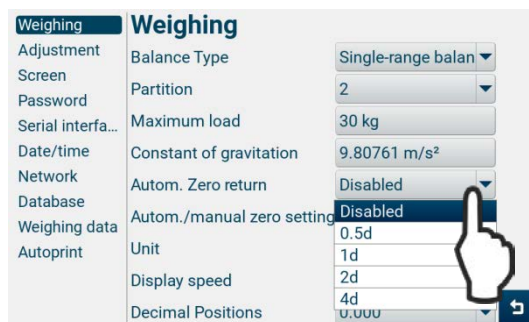 Weighing
Adjustment
Screen
Password
Serial interfa...
Date/time
Network
Database
Weighing data
Autoprint
Weighing
Balance Type
Single-range balan
Partition
2
Maximum load
30 kg
Constant of gravitation
9.80761 m/s²
Autom. Zero return
Disabled
Autom./manual zero setting
Disabled
0.5d
1d
2d
4d
Unit
Display speed
Decimal Positions
0.000